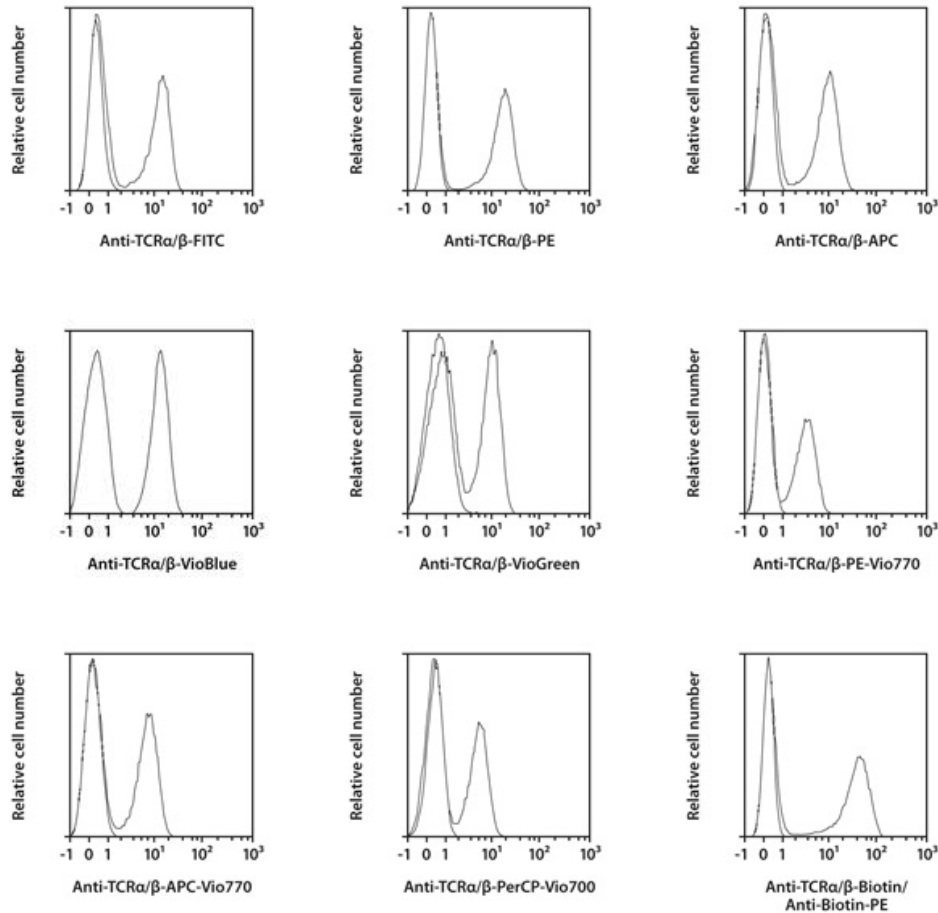 Relative cell number
-1 0 1 10¹ 10² 10³
Anti-TCRα/β-FITC
Relative cell number
-1 0 1 10¹ 10² 10³
Anti-TCRα/β-PE
Relative cell number
-1 0 1 10¹ 10² 10³
Anti-TCRα/β-APC
Relative cell number
-1 0 1 10¹ 10² 10³
Anti-TCRα/β-VioBlue
Relative cell number
-1 0 1 10¹ 10² 10³
Anti-TCRα/β-VioGreen
Relative cell number
-1 0 1 10¹ 10² 10³
Anti-TCRα/β-PE-Vio770
Relative cell number
-1 0 1 10¹ 10² 10³
Anti-TCRα/β-APC-Vio770
Relative cell number
-1 0 1 10¹ 10² 10³
Anti-TCRα/β-PerCP-Vio700
Relative cell number
-1 0 1 10¹ 10² 10³
Anti-TCRα/β-Biotin/
Anti-Biotin-PE